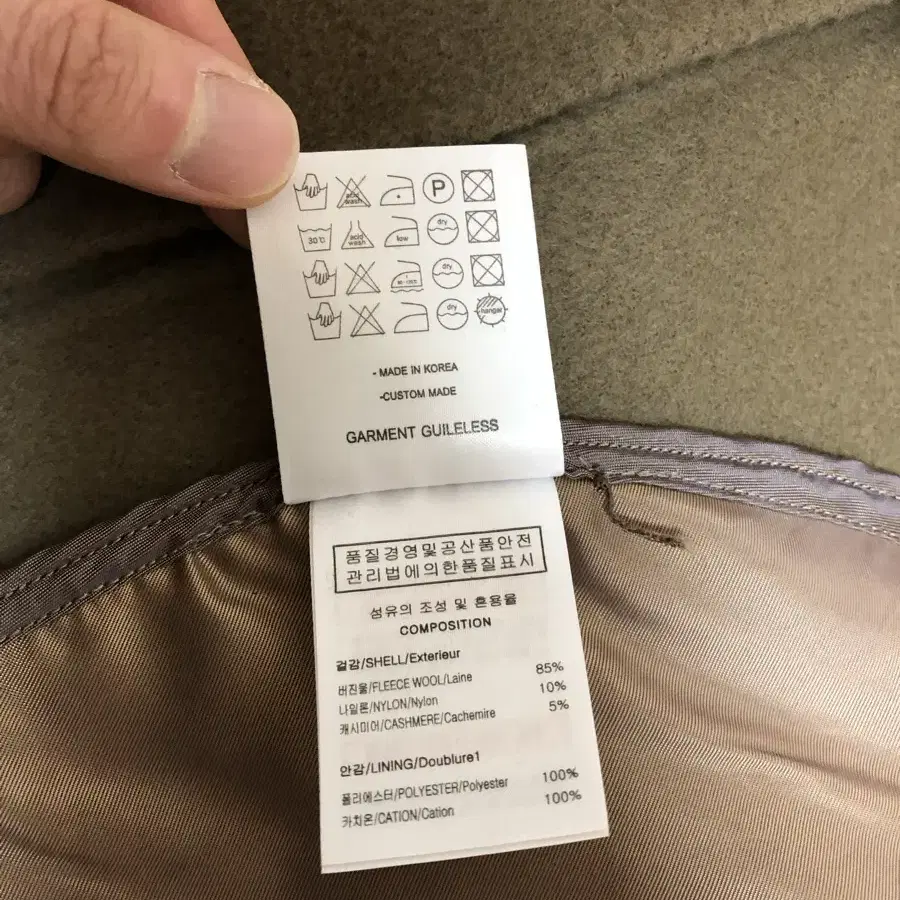 acid wash
P
30℃
acid wash
low
dry
dry
dry
hanger
- MADE IN KOREA
-CUSTOM MADE
GARMENT GUILELESS
품질경영및공산품안전
관리법에의한품질표시
섬유의 조성 및 혼용율
COMPOSITION
겉감/SHELL/Exterieur
버진울/FLEECE WOOL/Laine 85%
나일론/NYLON/Nylon 10%
캐시미어/CASHMERE/Cachemire 5%
안감/LINING/Doublure1
폴리에스터/POLYESTER/Polyester 100%
카치온/CATION/Cation 100%